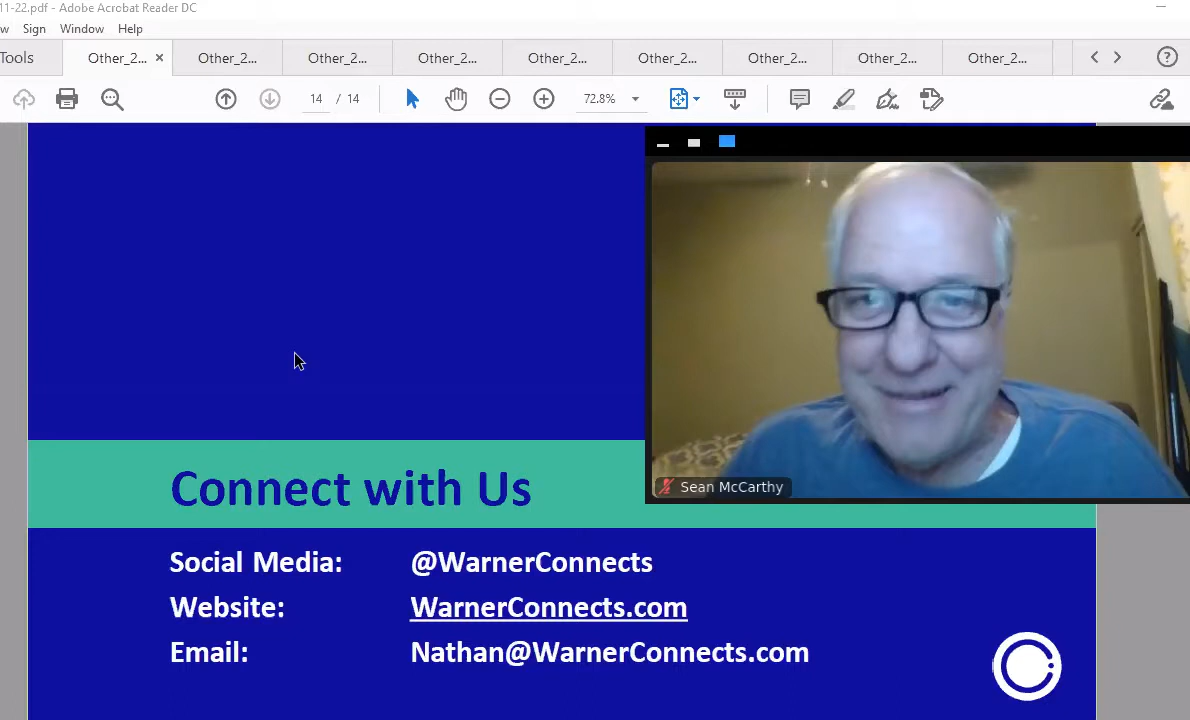 11-22.pdf - Adobe Acrobat Reader DC
w Sign Window Help
Tools Other_2... × Other_2... Other_2... Other_2... Other_2... Other_2... Other_2... Other_2... Other_2...
14 / 14 72.8%
Sean McCarthy
Connect with Us
Social Media: @WarnerConnects
Website: WarnerConnects.com
Email: Nathan@WarnerConnects.com